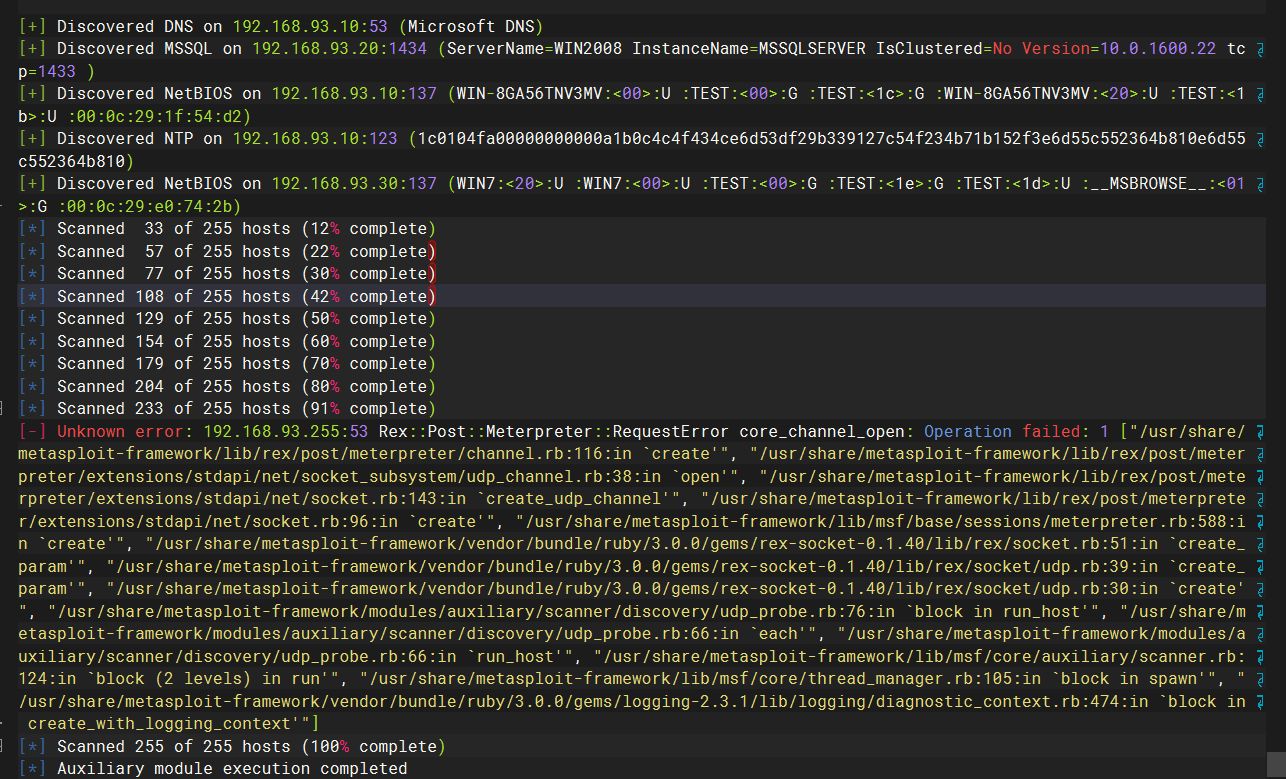 [+] Discovered DNS on 192.168.93.10:53 (Microsoft DNS)
[+] Discovered MSSQL on 192.168.93.20:1434 (ServerName=WIN2008 InstanceName=MSSQLSERVER IsClustered=No Version=10.0.1600.22 tc
p=1433 )
[+] Discovered NetBIOS on 192.168.93.10:137 (WIN-8GA56TNV3MV:<00>:U :TEST:<00>:G :TEST:<1c>:G :WIN-8GA56TNV3MV:<20>:U :TEST:<1
b>:U :00:0c:29:1f:54:d2)
[+] Discovered NTP on 192.168.93.10:123 (1c0104fa00000000000a1b0c4c4f434ce6d53df29b339127c54f234b71b152f3e6d55c552364b810e6d55
c552364b810)
[+] Discovered NetBIOS on 192.168.93.30:137 (WIN7:<20>:U :WIN7:<00>:U :TEST:<00>:G :TEST:<1e>:G :TEST:<1d>:U :__MSBROWSE__:<01
>:G :00:0c:29:e0:74:2b)
[*] Scanned  33 of 255 hosts (12% complete)
[*] Scanned  57 of 255 hosts (22% complete)
[*] Scanned  77 of 255 hosts (30% complete)
[*] Scanned 108 of 255 hosts (42% complete)
[*] Scanned 129 of 255 hosts (50% complete)
[*] Scanned 154 of 255 hosts (60% complete)
[*] Scanned 179 of 255 hosts (70% complete)
[*] Scanned 204 of 255 hosts (80% complete)
[*] Scanned 233 of 255 hosts (91% complete)
[-] Unknown error: 192.168.93.255:53 Rex::Post::Meterpreter::RequestError core_channel_open: Operation failed: 1 ["/usr/share/
metasploit-framework/lib/rex/post/meterpreter/channel.rb:116:in `create'", "/usr/share/metasploit-framework/lib/rex/post/meter
preter/extensions/stdapi/net/socket_subsystem/udp_channel.rb:38:in `open'", "/usr/share/metasploit-framework/lib/rex/post/mete
rpreter/extensions/stdapi/net/socket.rb:143:in `create_udp_channel'", "/usr/share/metasploit-framework/lib/rex/post/meterprete
r/extensions/stdapi/net/socket.rb:96:in `create'", "/usr/share/metasploit-framework/lib/msf/base/sessions/meterpreter.rb:588:i
n `create'", "/usr/share/metasploit-framework/vendor/bundle/ruby/3.0.0/gems/rex-socket-0.1.40/lib/rex/socket.rb:51:in `create_
param'", "/usr/share/metasploit-framework/vendor/bundle/ruby/3.0.0/gems/rex-socket-0.1.40/lib/rex/socket/udp.rb:39:in `create_
param'", "/usr/share/metasploit-framework/vendor/bundle/ruby/3.0.0/gems/rex-socket-0.1.40/lib/rex/socket/udp.rb:30:in `create'
", "/usr/share/metasploit-framework/modules/auxiliary/scanner/discovery/udp_probe.rb:76:in `block in run_host'", "/usr/share/m
etasploit-framework/modules/auxiliary/scanner/discovery/udp_probe.rb:66:in `each'", "/usr/share/metasploit-framework/modules/a
uxiliary/scanner/discovery/udp_probe.rb:66:in `run_host'", "/usr/share/metasploit-framework/lib/msf/core/auxiliary/scanner.rb:
124:in `block (2 levels) in run'", "/usr/share/metasploit-framework/lib/msf/core/thread_manager.rb:105:in `block in spawn'", "
/usr/share/metasploit-framework/vendor/bundle/ruby/3.0.0/gems/logging-2.3.1/lib/logging/diagnostic_context.rb:474:in `block in
 create_with_logging_context'"]
[*] Scanned 255 of 255 hosts (100% complete)
[*] Auxiliary module execution completed